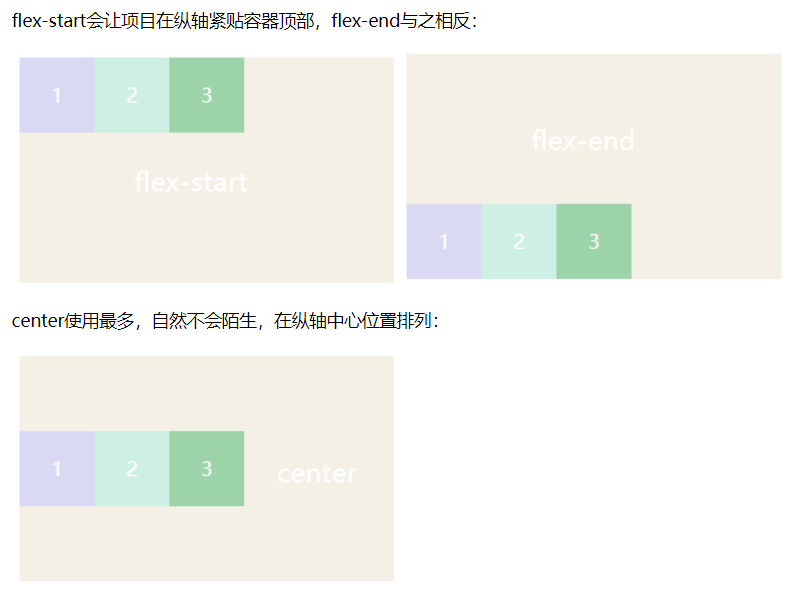 flex-start会让项目在纵轴紧贴容器顶部，flex-end与之相反：
1 2 3
flex-start
flex-end
1 2 3
center使用最多，自然不会陌生，在纵轴中心位置排列：
1 2 3 center